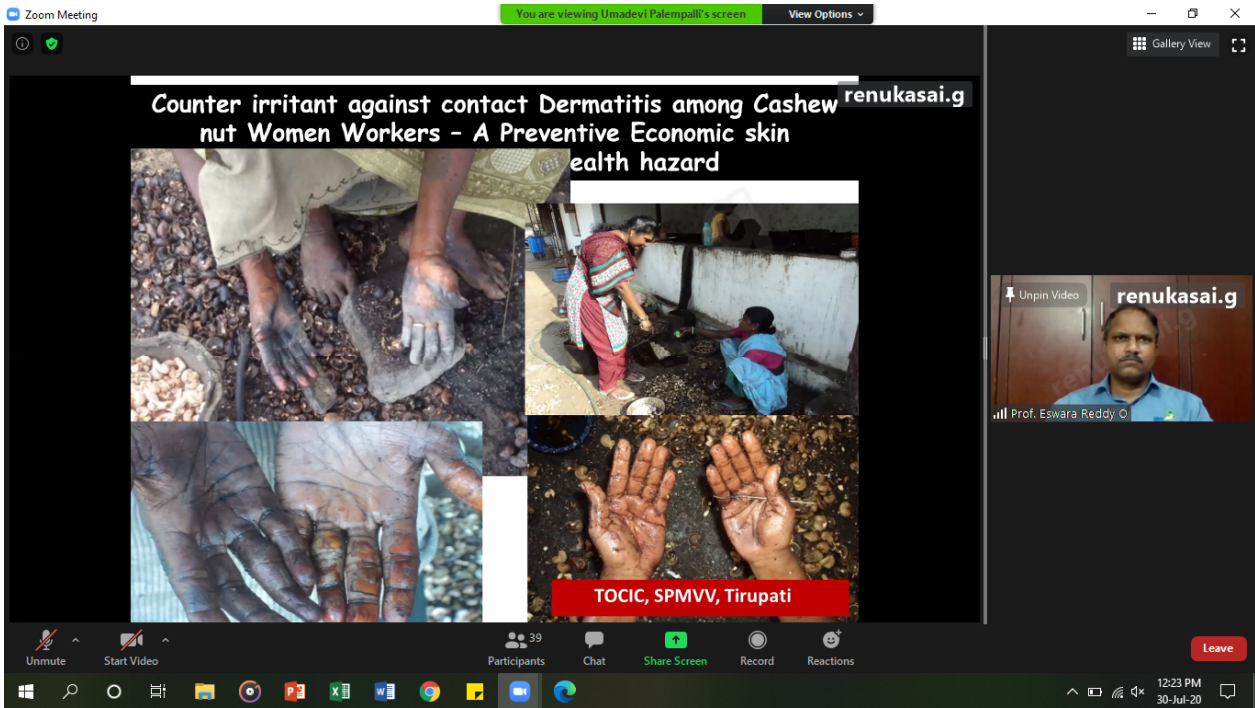 Zoom Meeting
You are viewing Umadevi Palempalli's screen
View Options
Gallery View
Counter irritant against contact Dermatitis among Cashew
nut Women Workers – A Preventive Economic skin
ealth hazard
renukasai.g
Unpin Video
renukasai.g
Prof. Eswara Reddy O
TOCIC, SPMVV, Tirupati
Unmute
Start Video
39
Participants
Chat
Share Screen
Record
Reactions
Leave
12:23 PM
30-Jul-20